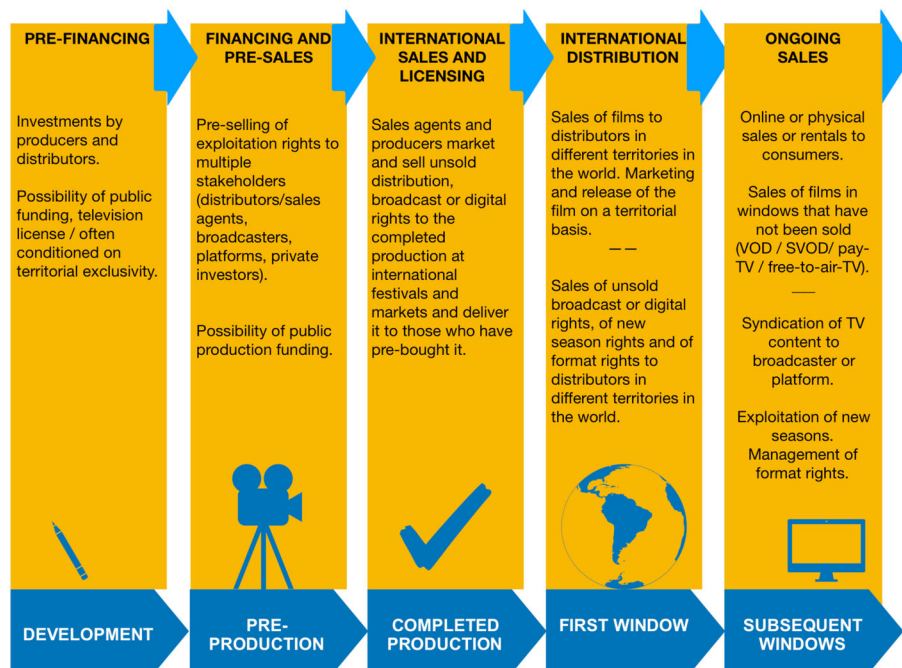 PRE-FINANCING
Investments by
producers and
distributors.
Possibility of public
funding, television
license / often
conditioned on
territorial exclusivity.
DEVELOPMENT
FINANCING AND
PRE-SALES
Pre-selling of
exploitation rights to
multiple
stakeholders
(distributors/sales
agents,
broadcasters,
platforms, private
investors).
Possibility of public
production funding.
PRE-
PRODUCTION
INTERNATIONAL
SALES AND
LICENSING
Sales agents and
producers market
and sell unsold
distribution,
broadcast or digital
rights to the
completed
production at
international
festivals and
markets and deliver
it to those who have
pre-bought it.
COMPLETED
PRODUCTION
INTERNATIONAL
DISTRIBUTION
Sales of films to
distributors in
different territories in
the world. Marketing
and release of the
film on a territorial
basis.
— —
Sales of unsold
broadcast or digital
rights, of new
season rights and of
format rights to
distributors in
different territories in
the world.
FIRST WINDOW
ONGOING
SALES
Online or physical
sales or rentals to
consumers.
Sales of films in
windows that have
not been sold
(VOD / SVOD/ pay-
TV / free-to-air-TV).
___
Syndication of TV
content to
broadcaster or
platform.
Exploitation of new
seasons.
Management of
format rights.
SUBSEQUENT
WINDOWS